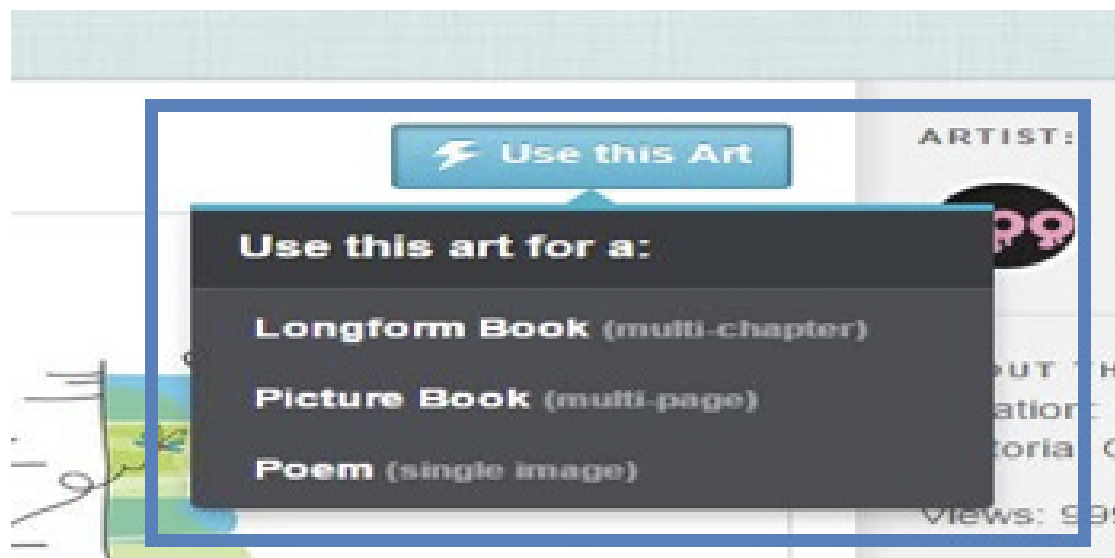 Use this Art
ARTIST:
Use this art for a:
Longform Book (multi-chapter)
Picture Book (multi-page)
Poem (single image)
Views: